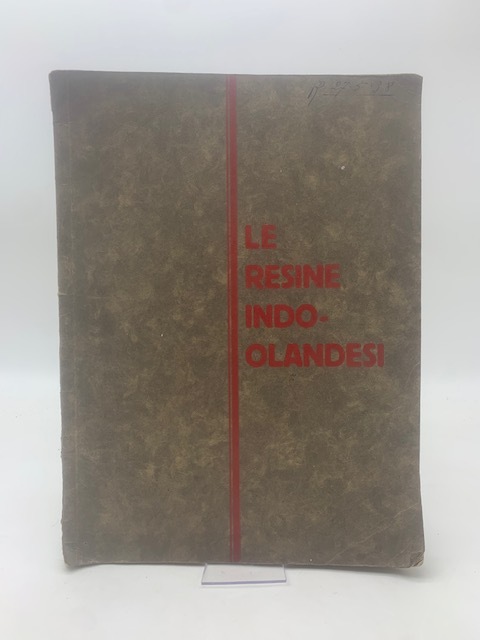 LE
RESINE
INDO-
OLANDESI